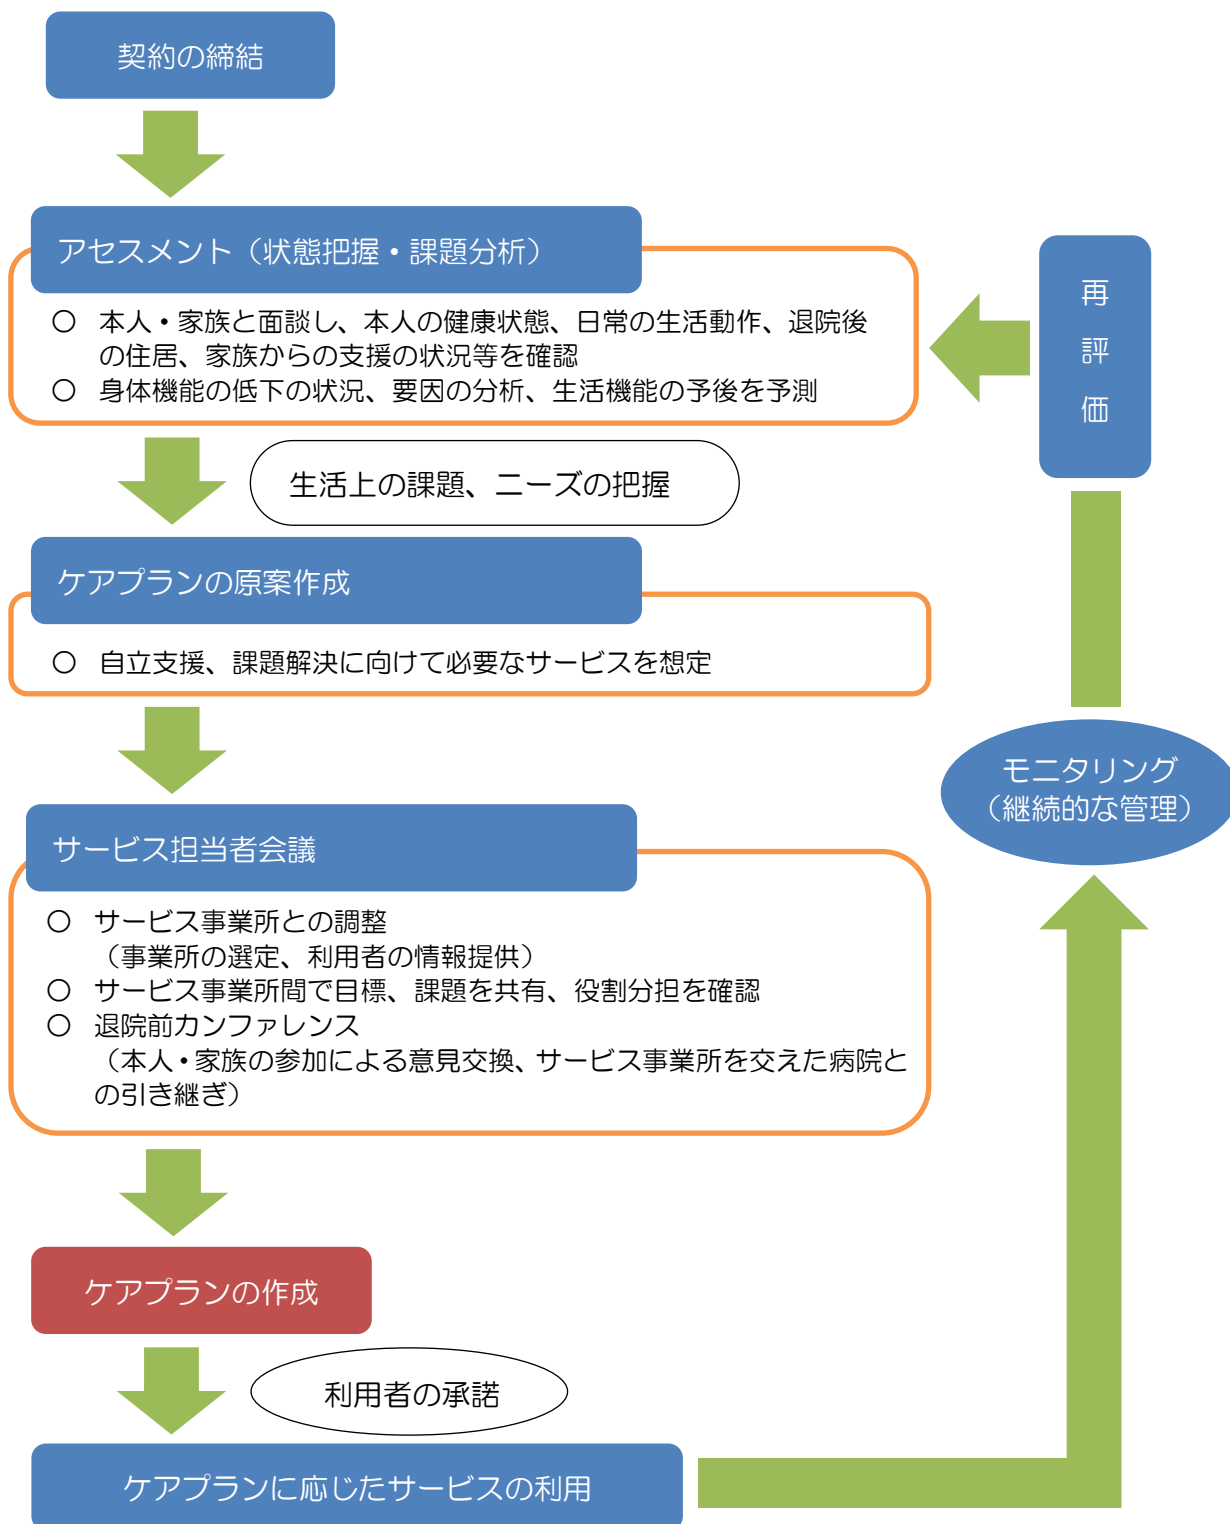 契約の締結
アセスメント（状態把握・課題分析）
〇 本人・家族と面談し、本人の健康状態、日常の生活動作、退院後
の住居、家族からの支援の状況等を確認
〇 身体機能の低下の状況、要因の分析、生活機能の予後を予測
生活上の課題、ニーズの把握
ケアプランの原案作成
〇 自立支援、課題解決に向けて必要なサービスを想定
サービス担当者会議
〇 サービス事業所との調整
（事業所の選定、利用者の情報提供）
〇 サービス事業所間で目標、課題を共有、役割分担を確認
〇 退院前カンファレンス
（本人・家族の参加による意見交換、サービス事業所を交えた病院と
の引き継ぎ）
ケアプランの作成
利用者の承諾
ケアプランに応じたサービスの利用
モニタリング
（継続的な管理）
再
評
価